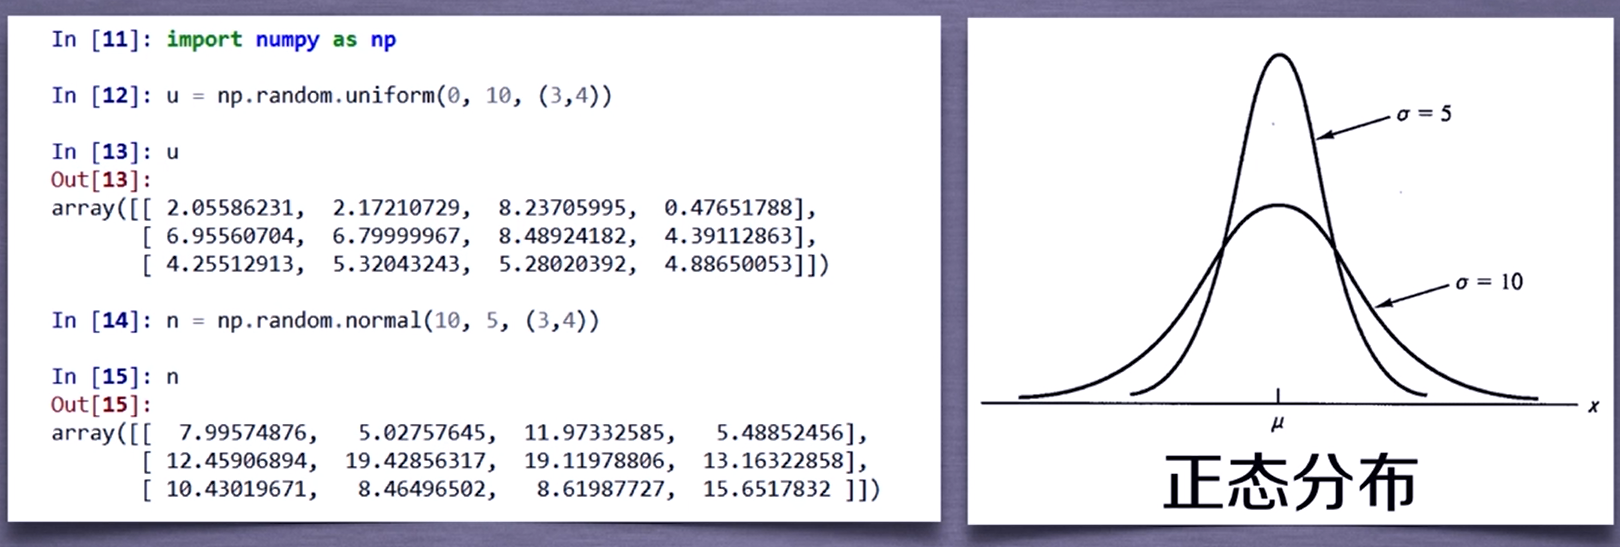 In [11]: import numpy as np
In [12]: u = np.random.uniform(0, 10, (3,4))
In [13]: u
Out[13]:
array([[ 2.05586231,  2.17210729,  8.23705995,  0.47651788],
       [ 6.95560704,  6.79999967,  8.48924182,  4.39112863],
       [ 4.25512913,  5.32043243,  5.28020392,  4.88650053]])
In [14]: n = np.random.normal(10, 5, (3,4))
In [15]: n
Out[15]:
array([[  7.99574876,   5.02757645,  11.97332585,   5.48852456],
       [ 12.45906894,  19.42856317,  19.11978806,  13.16322858],
       [ 10.43019671,   8.46496502,   8.61987727,  15.6517832 ]])
σ = 5
σ = 10
x
μ
正态分布